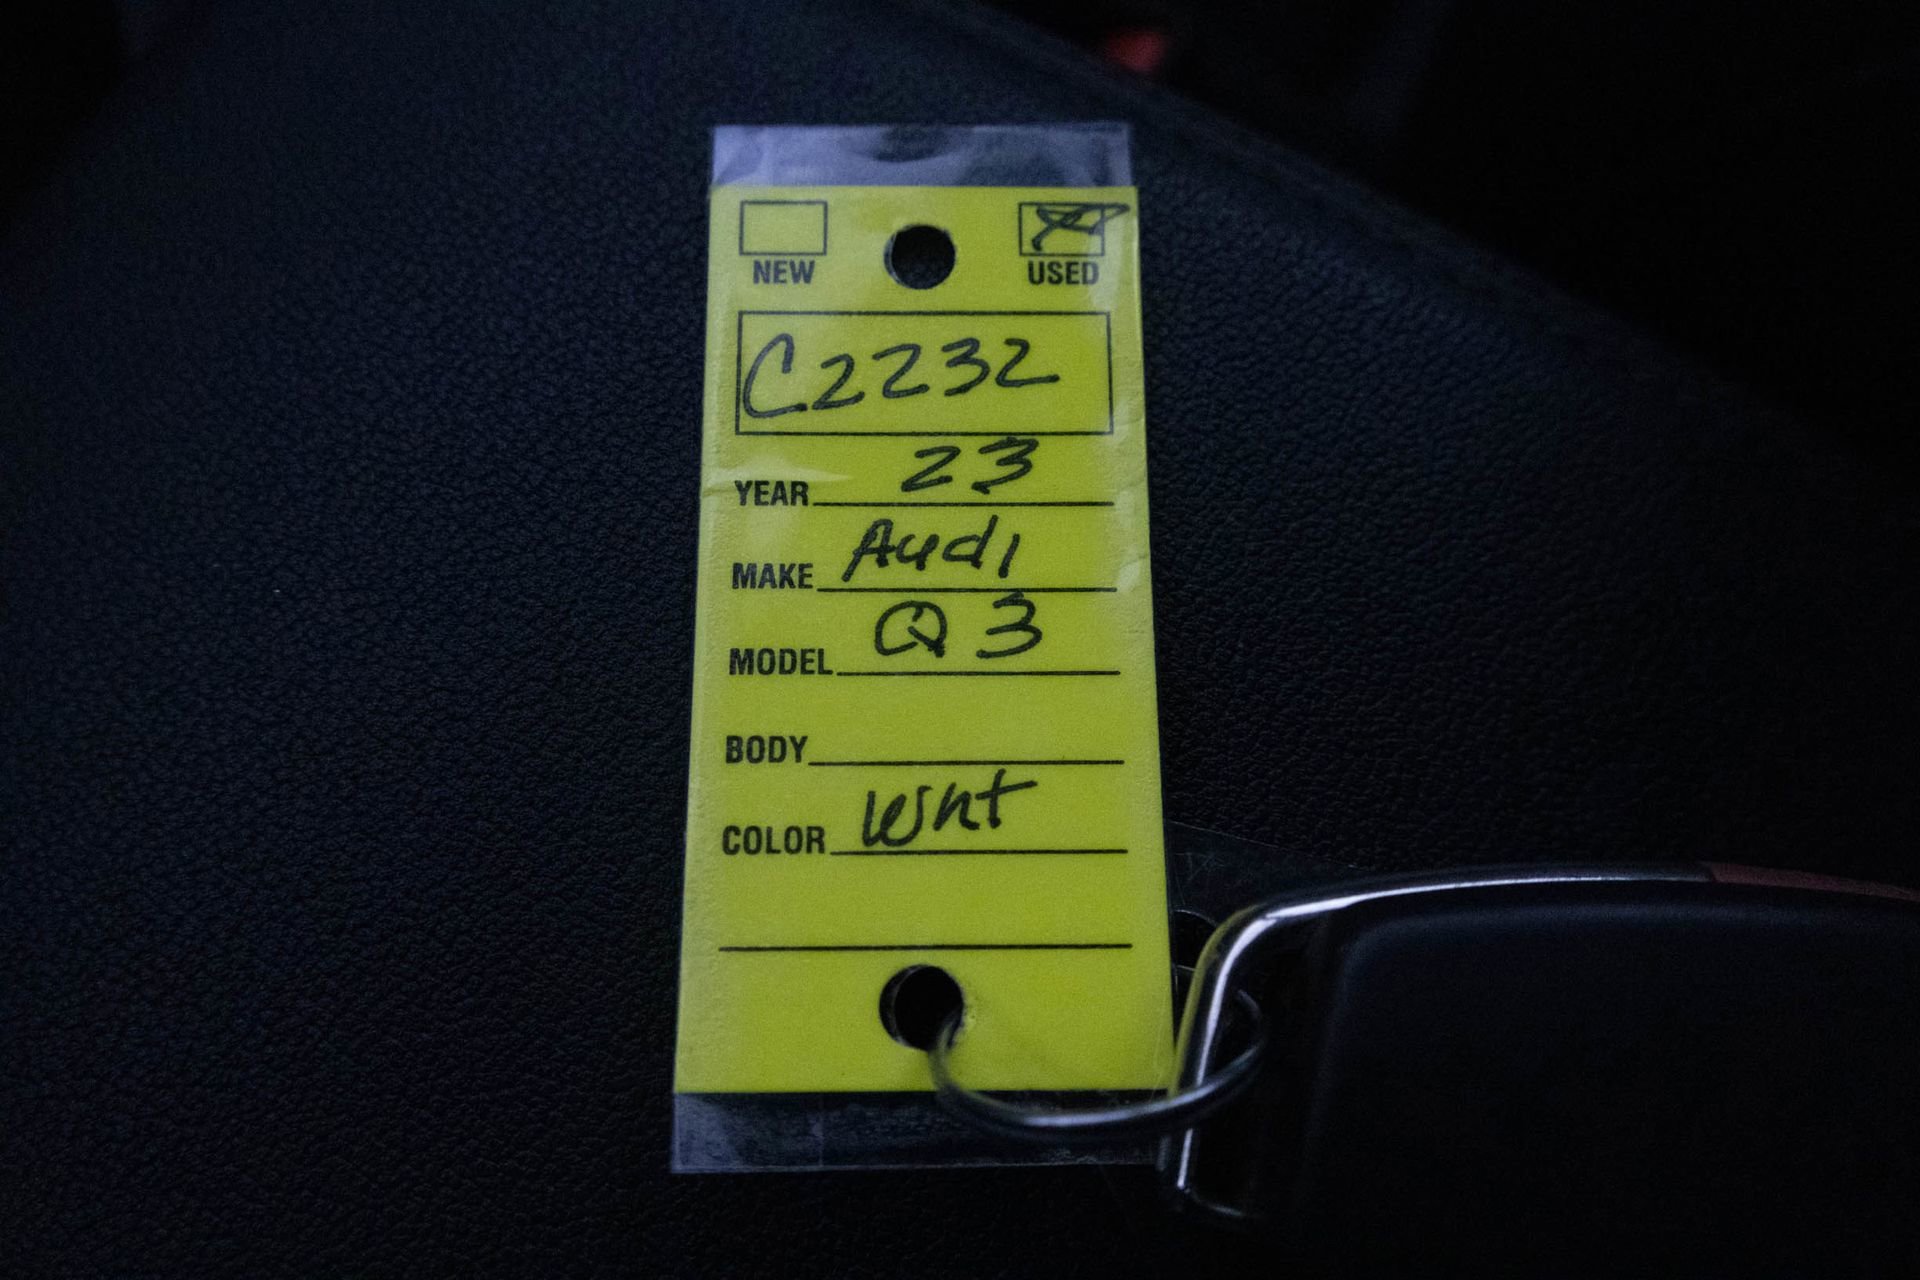 NEW USED
C2232
YEAR 23
MAKE Audi
MODEL Q3
BODY
COLOR Wht